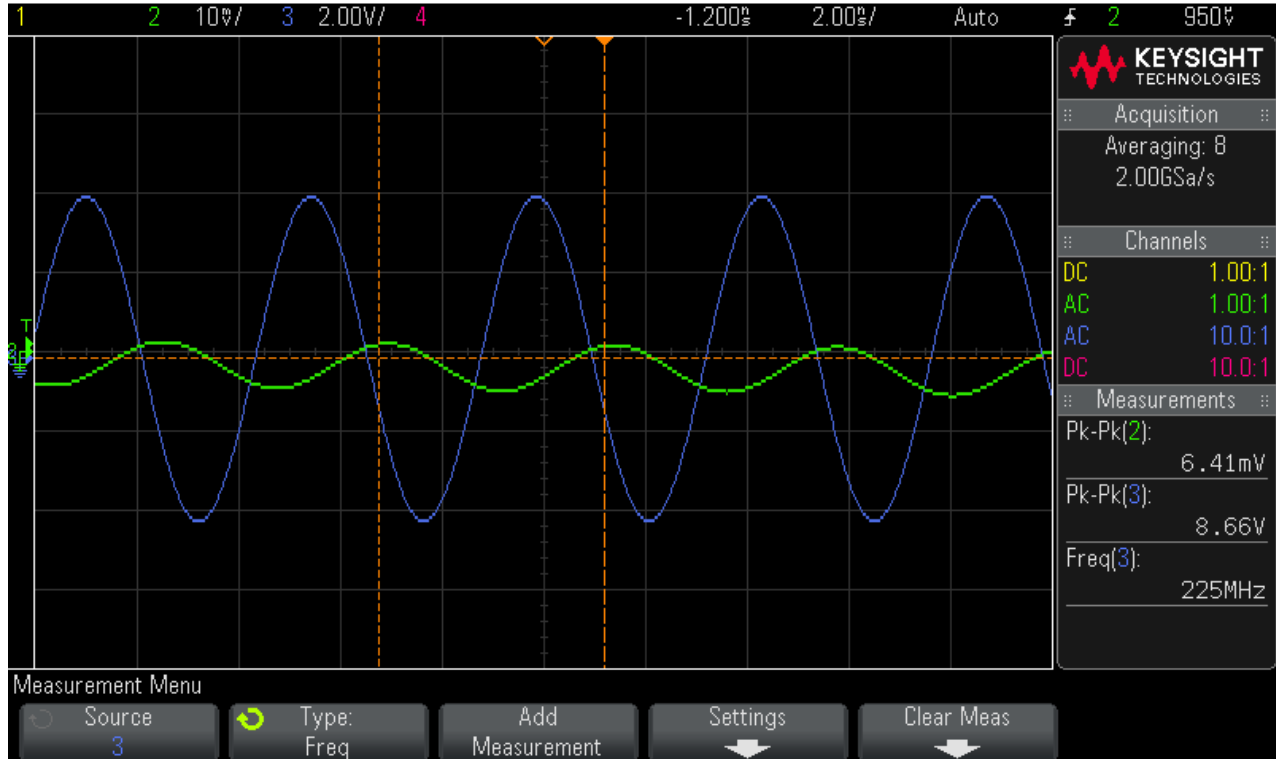 1 2 10mV/ 3 2.00V/ 4 -1.200ns 2.00ns/ Auto 2 950uV
KEYSIGHT
TECHNOLOGIES
Acquisition
Averaging: 8
2.00GSa/s
Channels
DC 1.00:1
AC 1.00:1
AC 10.0:1
DC 10.0:1
Measurements
Pk-Pk(2):
6.41mV
Pk-Pk(3):
8.66V
Freq(3):
225MHz
T
Measurement Menu
Source
3
Type:
Freq
Add
Measurement
Settings
Clear Meas